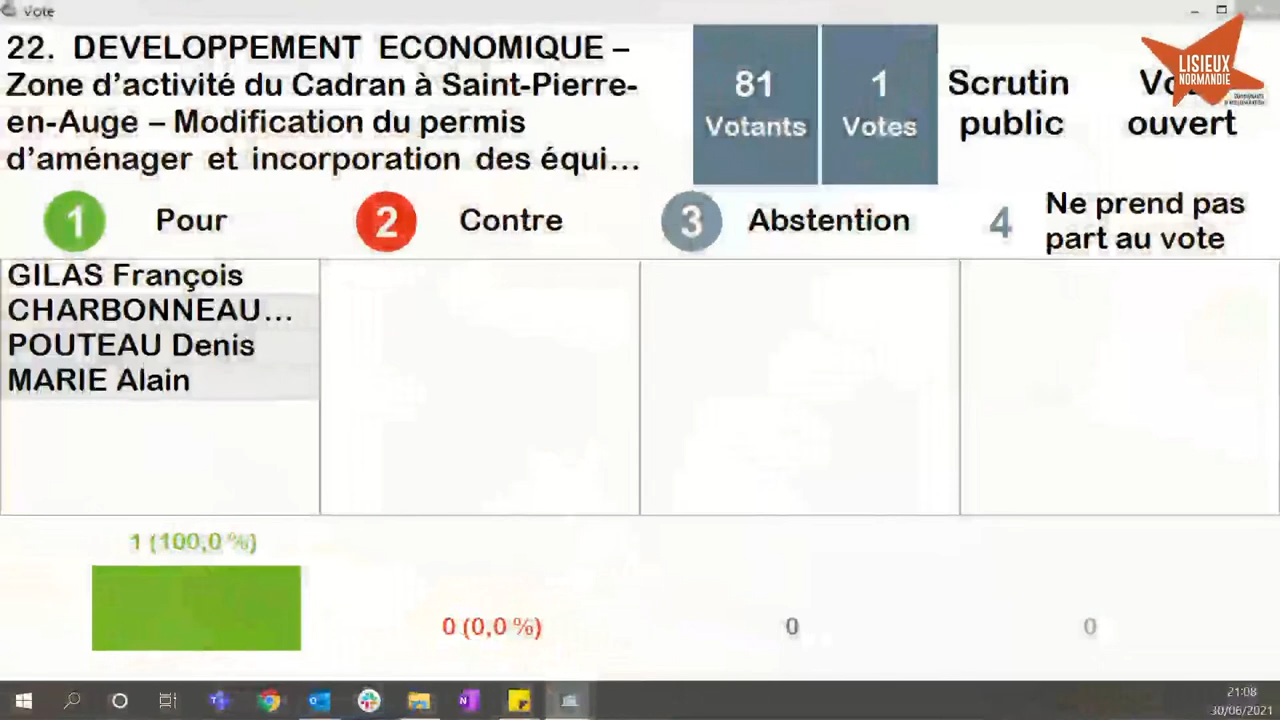 Vote
22. DEVELOPPEMENT ECONOMIQUE –
Zone d'activité du Cadran à Saint-Pierre-
en-Auge – Modification du permis
d'aménager et incorporation des équi...
81
Votants
1
Votes
Scrutin
public
ouvert
LISIEUX
NORMANDIE
1 Pour
2 Contre
3 Abstention
4 Ne prend pas
part au vote
GILAS François
CHARBONNEAU...
POUTEAU Denis
MARIE Alain
1 (100,0 %)
0 (0,0 %)
0
0
21:08
30/06/2021